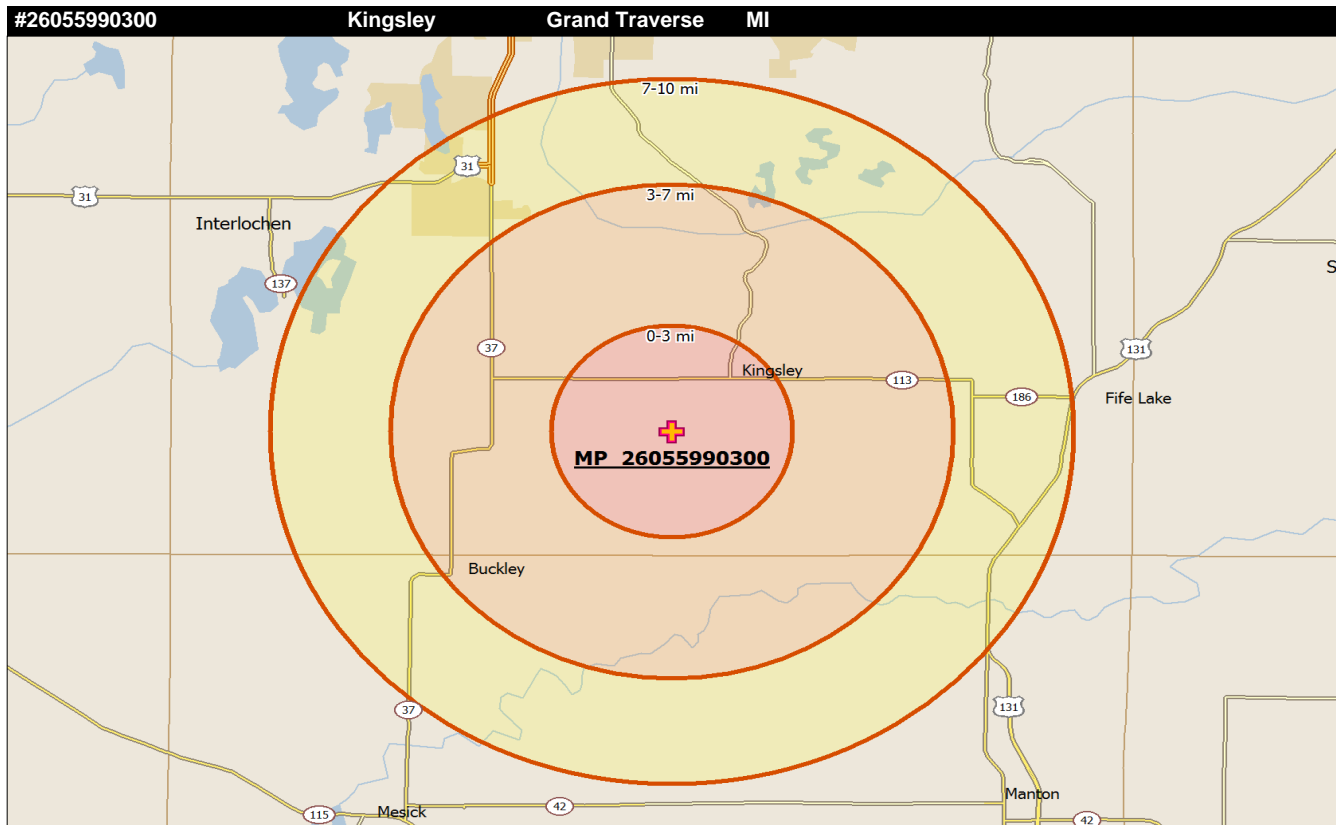 #26055990300 Kingsley Grand Traverse MI
7-10 mi
31
3-7 mi
31
Interlochen
137
S
0-3 mi
37
131
Kingsley
113
186
Fife Lake
MP 26055990300
Buckley
37
131
Manton
42
115
Mesick
42